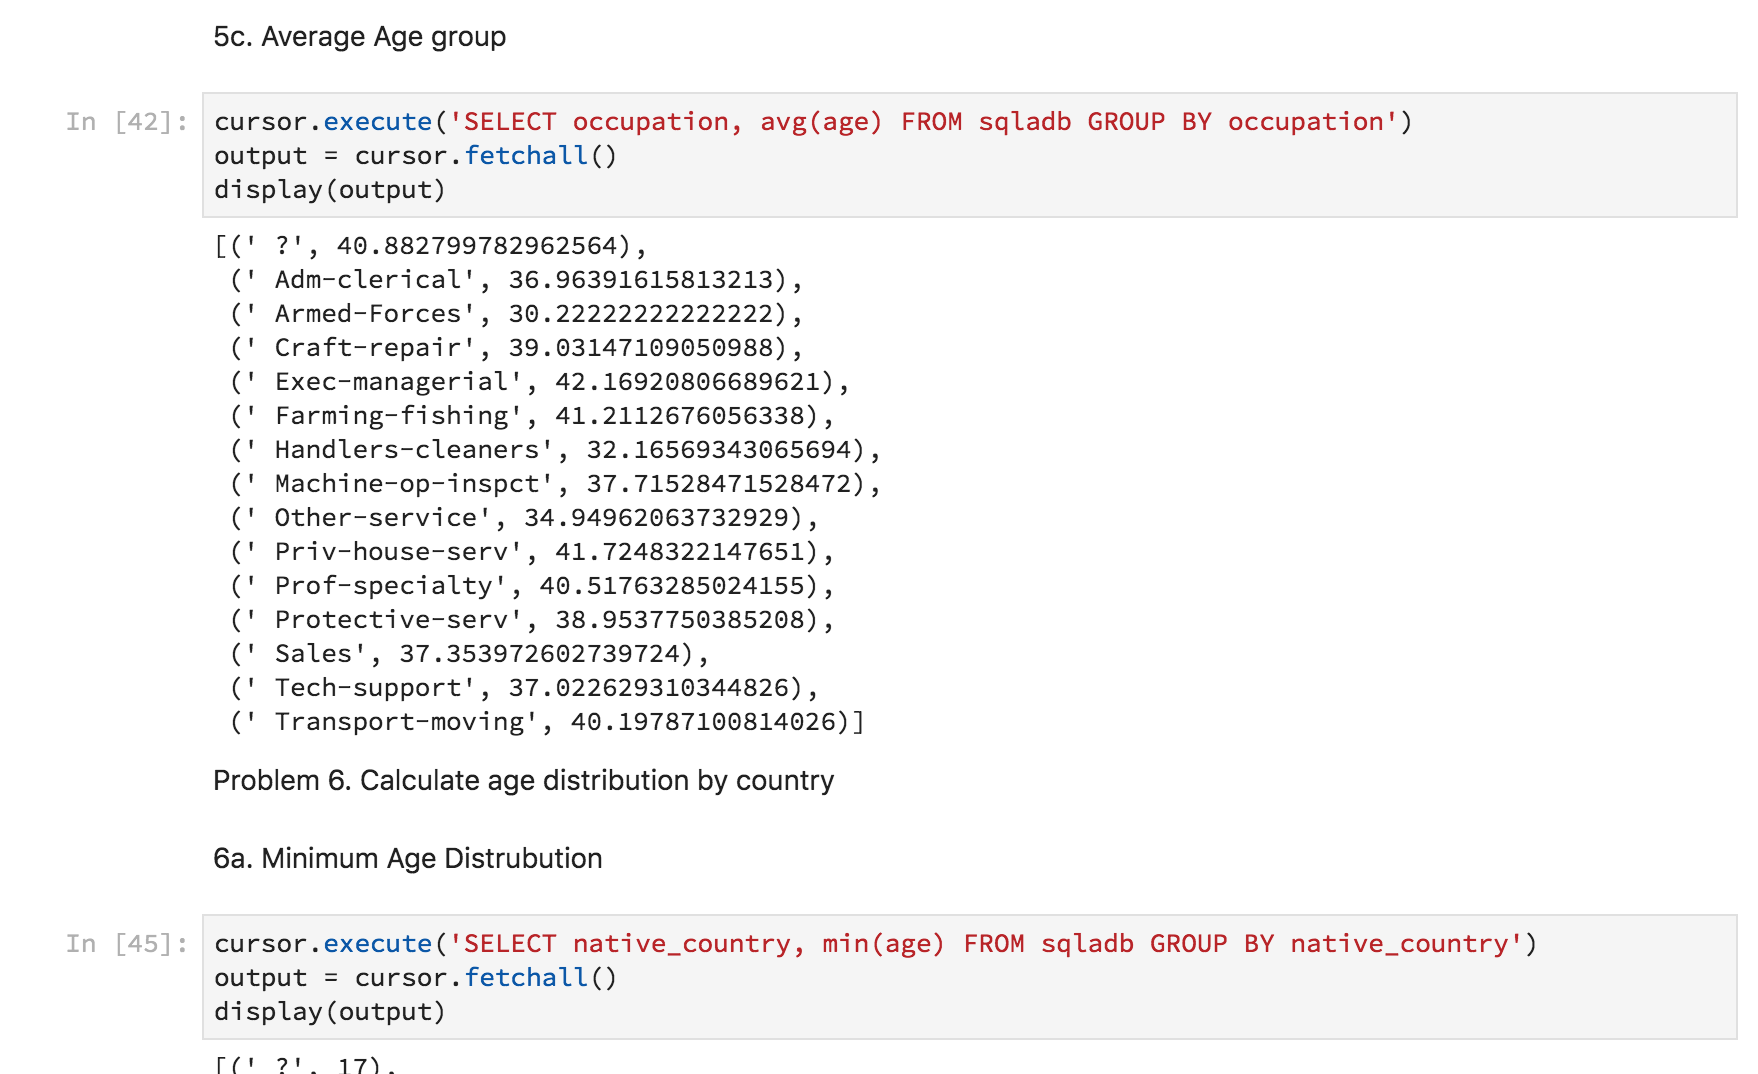 5c. Average Age group
In [42]: cursor.execute('SELECT occupation, avg(age) FROM sqladb GROUP BY occupation')
output = cursor.fetchall()
display(output)
[(' ?', 40.882799782962564),
(' Adm-clerical', 36.96391615813213),
(' Armed-Forces', 30.22222222222222),
(' Craft-repair', 39.03147109050988),
(' Exec-managerial', 42.16920806689621),
(' Farming-fishing', 41.2112676056338),
(' Handlers-cleaners', 32.16569343065694),
(' Machine-op-inspct', 37.71528471528472),
(' Other-service', 34.94962063732929),
(' Priv-house-serv', 41.7248322147651),
(' Prof-specialty', 40.51763285024155),
(' Protective-serv', 38.9537750385208),
(' Sales', 37.353972602739724),
(' Tech-support', 37.022629310344826),
(' Transport-moving', 40.19787100814026)]
Problem 6. Calculate age distribution by country
6a. Minimum Age Distrubution
In [45]: cursor.execute('SELECT native_country, min(age) FROM sqladb GROUP BY native_country')
output = cursor.fetchall()
display(output)
[(' ?', 17),